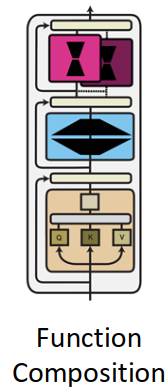 Q K V
Function
Composition